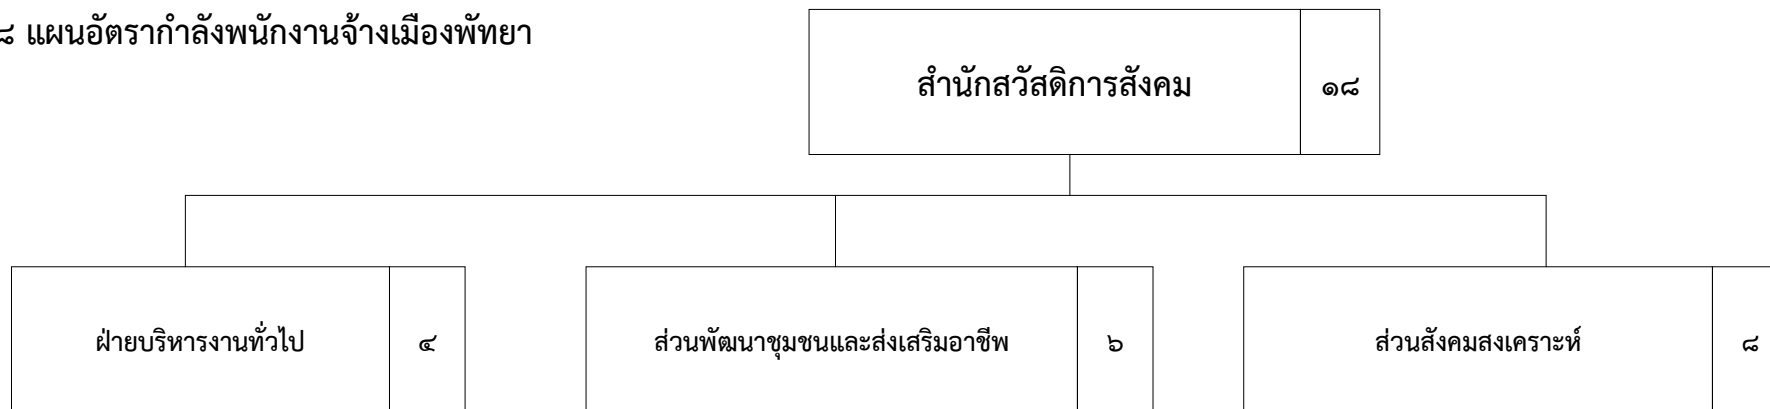 ๘ แผนอัตรากำลังพนักงานจ้างเมืองพัทยา
สำนักสวัสดิการสังคม ๑๘
ฝ่ายบริหารงานทั่วไป ๔
ส่วนพัฒนาชุมชนและส่งเสริมอาชีพ ๖
ส่วนสังคมสงเคราะห์ ๘